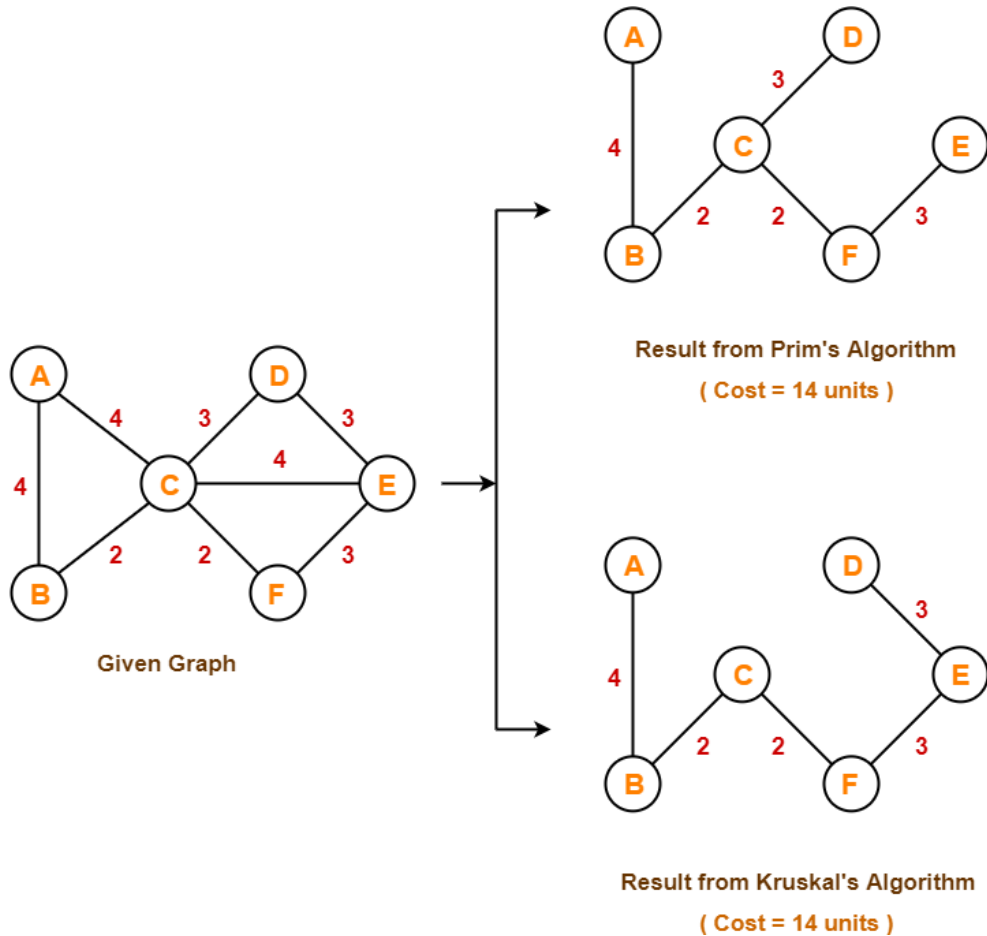 A
D
4
3
3
4
C
E
4
2
2
3
B
F
Given Graph
A
D
3
4
C
E
2
2
3
B
F
Result from Prim's Algorithm
( Cost = 14 units )
A
D
3
4
C
E
2
2
3
B
F
Result from Kruskal's Algorithm
( Cost = 14 units )